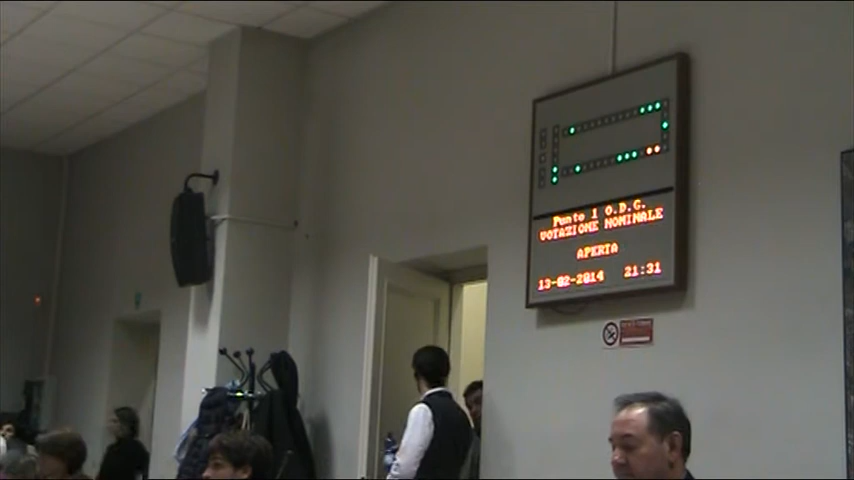 Punto 1 O.D.G.
VOTAZIONE NOMINALE
APERTA
13-02-2014 21:31